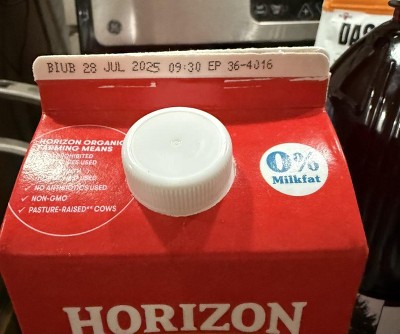 BIUB 28 JUL 2025 09:30 EP 36-4016
HORIZON ORGANIC
FARMING MEANS
USED
NO ANTIBIOTICS USED
NON-GMO
PASTURE-RAISED** COWS
0%
Milkfat
HORIZON